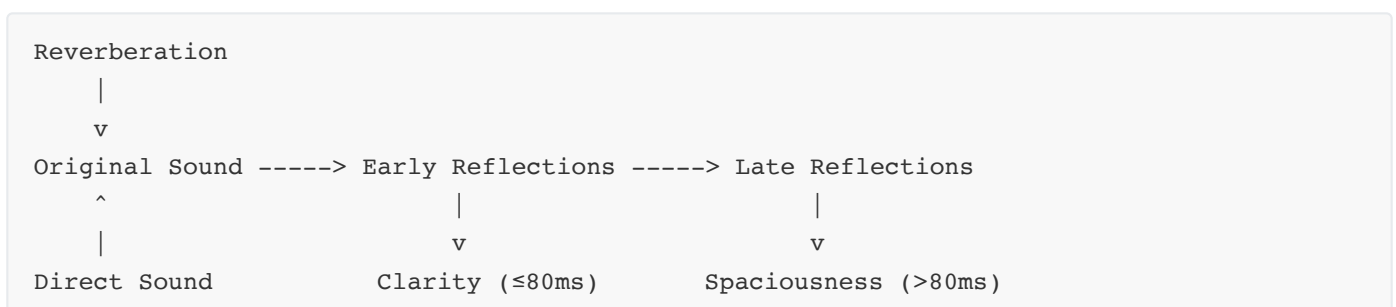 Reverberation
|
v
Original Sound -----> Early Reflections -----> Late Reflections
^ | |
| v v
Direct Sound Clarity (≤80ms) Spaciousness (>80ms)